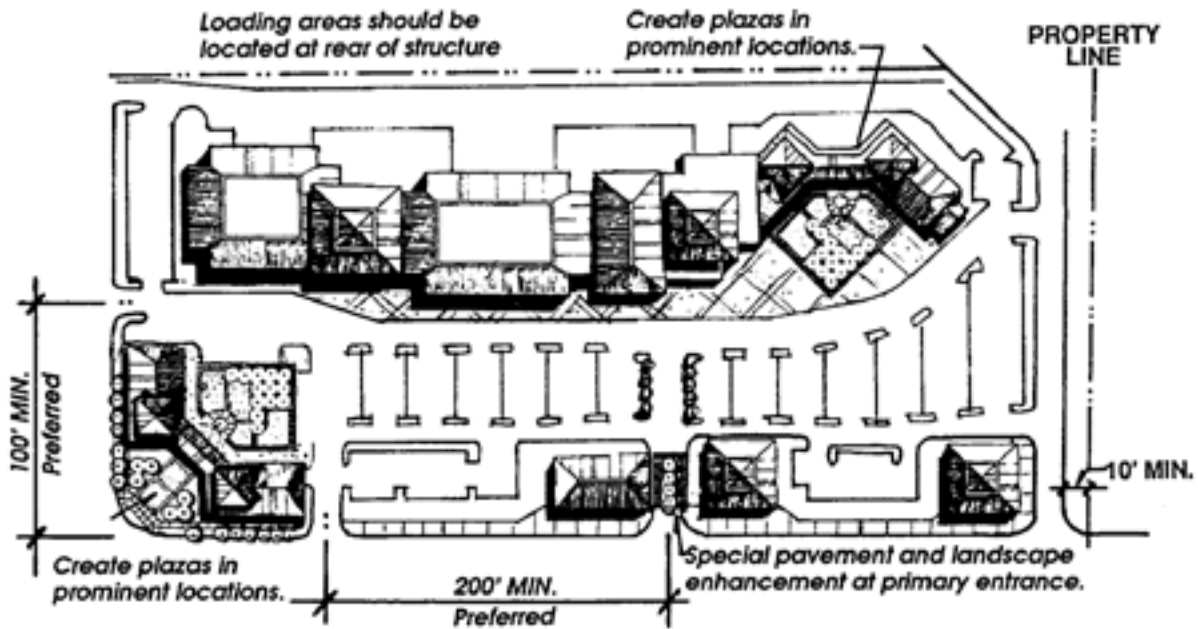 Loading areas should be
located at rear of structure
Create plazas in
prominent locations.
PROPERTY
LINE
100' MIN.
Preferred
10' MIN.
Create plazas in
prominent locations.
200' MIN.
Preferred
Special pavement and landscape
enhancement at primary entrance.